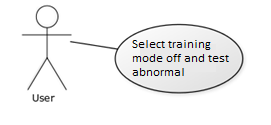 Select training
mode off and test
abnormal
User